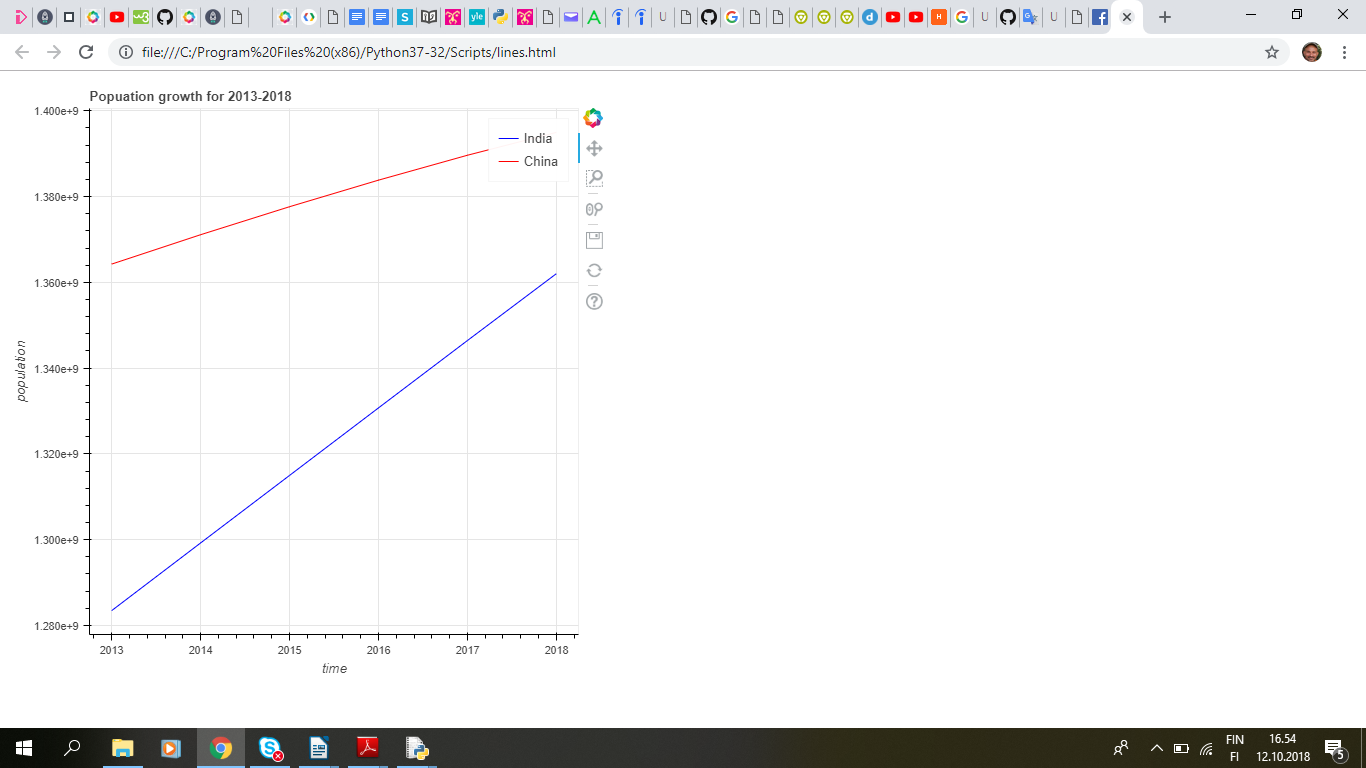 file:///C:/Program%20Files%20(x86)/Python37-32/Scripts/lines.html
Popuation growth for 2013-2018
1.400e+9
1.380e+9
1.360e+9
1.340e+9
1.320e+9
1.300e+9
1.280e+9
population
India
China
2013 2014 2015 2016 2017 2018
time
FIN
FI
16.54
12.10.2018
5